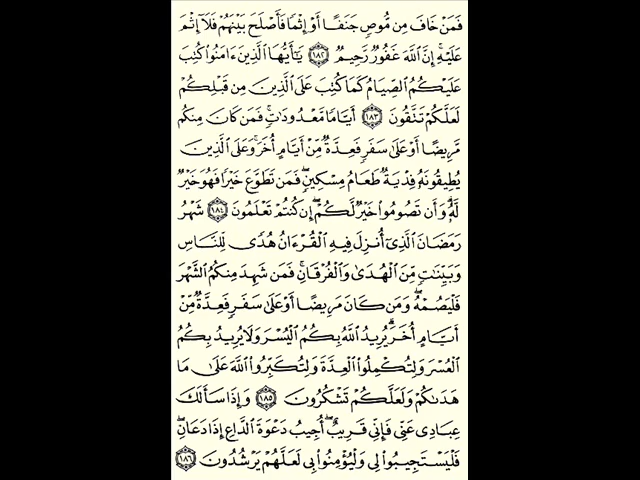 فَمَنْ خَافَ مِن مُّوصٍ جَنَفًا أَوْ إِثْمًا فَأَصْلَحَ بَيْنَهُمْ فَلَآ إِثْمَ
عَلَيْهِ ۚ إِنَّ ٱللَّهَ غَفُورٌ رَّحِيمٌ ١٨٢ يَـٰٓأَيُّهَا ٱلَّذِينَ ءَامَنُوا۟ كُتِبَ
عَلَيْكُمُ ٱلصِّيَامُ كَمَا كُتِبَ عَلَى ٱلَّذِينَ مِن قَبْلِكُمْ
لَعَلَّكُمْ تَتَّقُونَ ١٨٣ أَيَّامًا مَّعْدُودَٰتٍ ۚ فَمَن كَانَ مِنكُم
مَّرِيضًا أَوْ عَلَىٰ سَفَرٍ فَعِدَّةٌ مِّنْ أَيَّامٍ أُخَرَ ۚ وَعَلَى ٱلَّذِينَ
يُطِيقُونَهُۥ فِدْيَةٌ طَعَامُ مِسْكِينٍ ۖ فَمَن تَطَوَّعَ خَيْرًا فَهُوَ خَيْرٌ
لَّهُۥ ۚ وَأَن تَصُومُوا۟ خَيْرٌ لَّكُمْ ۖ إِن كُنتُمْ تَعْلَمُونَ ١٨٤ شَهْرُ
رَمَضَانَ ٱلَّذِىٓ أُنزِلَ فِيهِ ٱلْقُرْءَانُ هُدًى لِّلنَّاسِ
وَبَيِّنَـٰتٍ مِّنَ ٱلْهُدَىٰ وَٱلْفُرْقَانِ ۚ فَمَن شَهِدَ مِنكُمُ ٱلشَّهْرَ
فَلْيَصُمْهُ ۖ وَمَن كَانَ مَرِيضًا أَوْ عَلَىٰ سَفَرٍ فَعِدَّةٌ مِّنْ
أَيَّامٍ أُخَرَ ۗ يُرِيدُ ٱللَّهُ بِكُمُ ٱلْيُسْرَ وَلَا يُرِيدُ بِكُمُ
ٱلْعُسْرَ وَلِتُكْمِلُوا۟ ٱلْعِدَّةَ وَلِتُكَبِّرُوا۟ ٱللَّهَ عَلَىٰ مَا
هَدَىٰكُمْ وَلَعَلَّكُمْ تَشْكُرُونَ ١٨٥ وَإِذَا سَأَلَكَ
عِبَادِى عَنِّى فَإِنِّى قَرِيبٌ ۖ أُجِيبُ دَعْوَةَ ٱلدَّاعِ إِذَا دَعَانِ ۖ
فَلْيَسْتَجِيبُوا۟ لِى وَلْيُؤْمِنُوا۟ بِى لَعَلَّهُمْ يَرْشُدُونَ ١٨٦